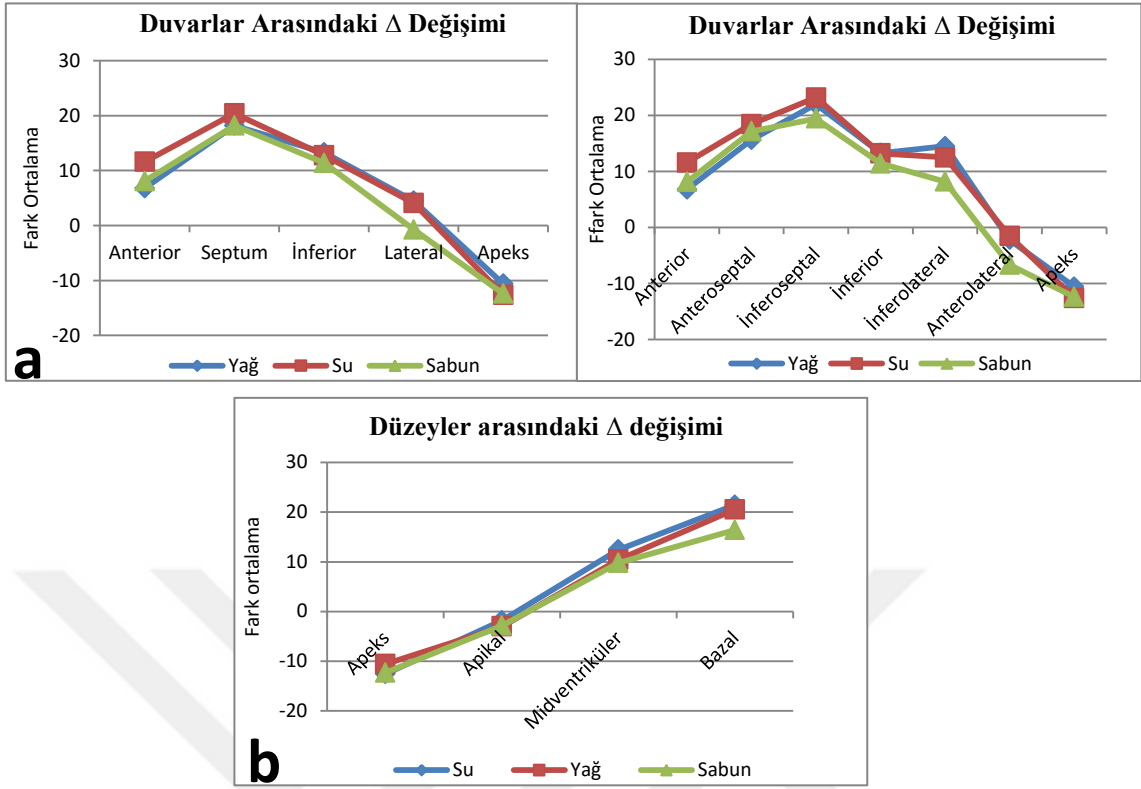 Duvarlar Arasındaki Δ Değişimi
Fark Ortalama
30
20
10
0
-10
-20
Anterior Septum İnferior Lateral Apeks
Yağ Su Sabun
a
Duvarlar Arasındaki Δ Değişimi
Ffark Ortalama
30
20
10
0
-10
-20
Anterior Anteroseptal İnferoseptal İnferior İnferolateral Anterolateral Apeks
Yağ Su Sabun
Düzeyler arasındaki Δ değişimi
Fark ortalama
30
20
10
0
-10
-20
Apeks Apikal Midventriküler Bazal
Su Yağ Sabun
b